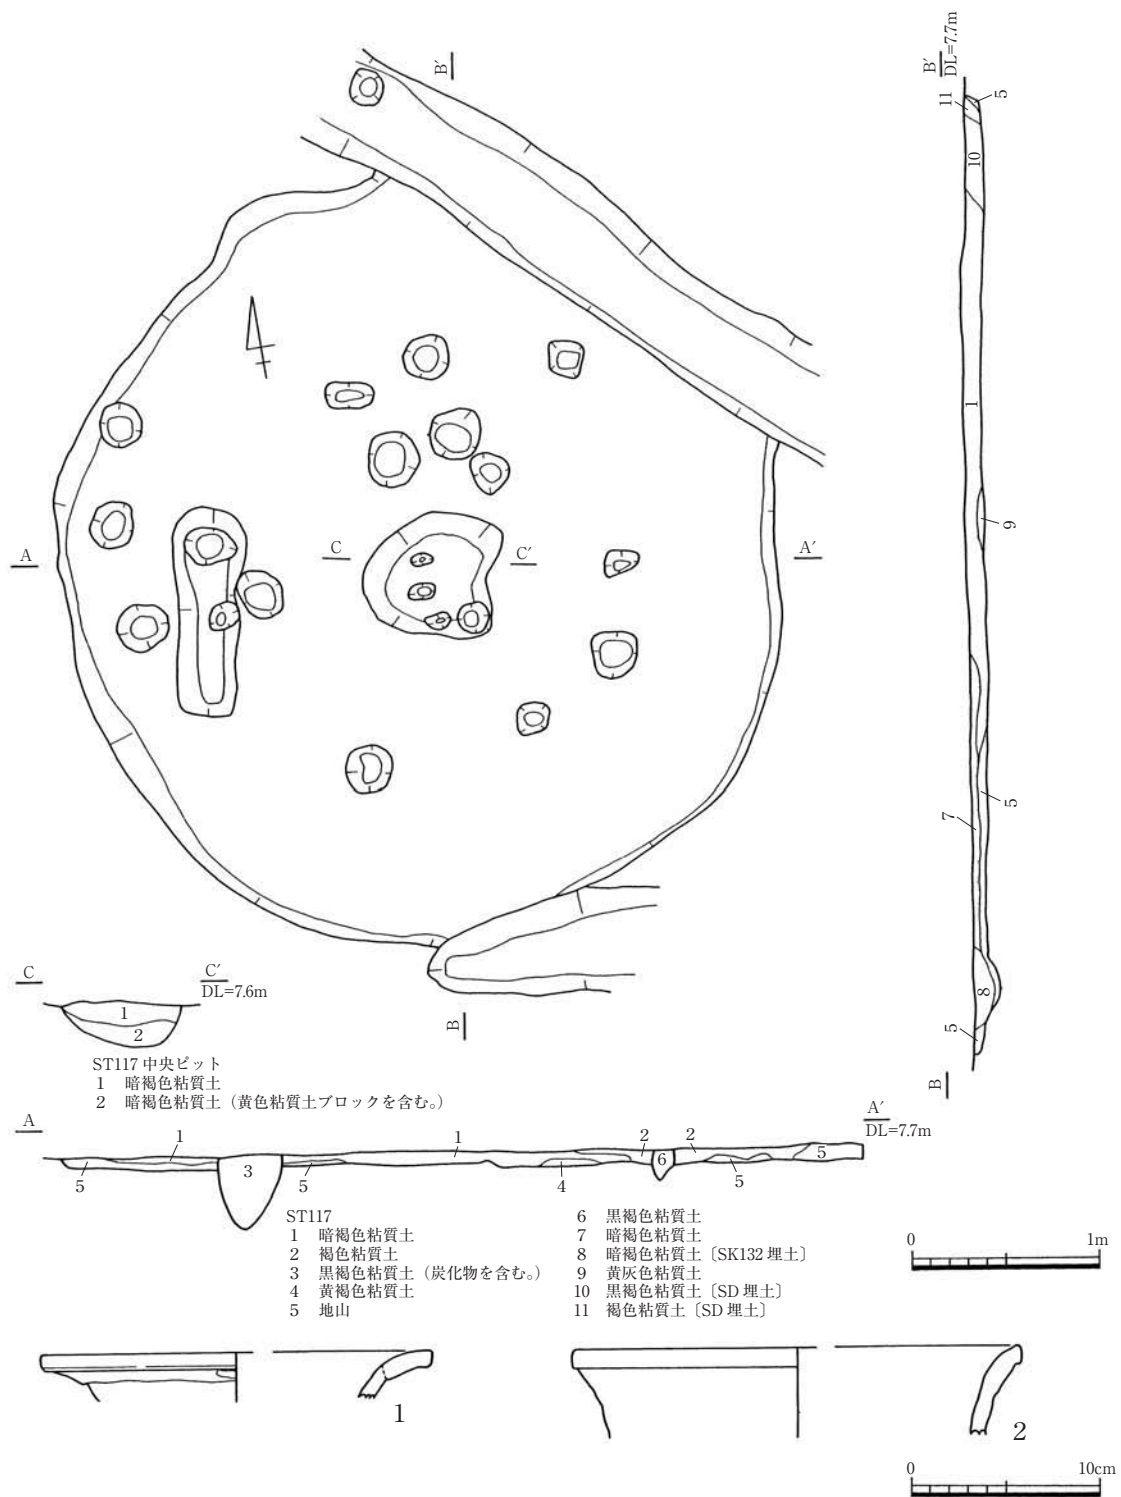 B′
B′
DL=7.7m
11
5
10
1
9
7
5
8
5
B
A
A′
C
C′
B
C
C′
DL=7.6m
1
2
ST117 中央ピット
1 暗褐色粘質土
2 暗褐色粘質土（黄色粘質土ブロックを含む。）
A
A′
DL=7.7m
1
1
2
2
5
3
5
4
6
5
5
ST117
1 暗褐色粘質土
2 褐色粘質土
3 黒褐色粘質土（炭化物を含む。）
4 黄褐色粘質土
5 地山
6 黒褐色粘質土
7 暗褐色粘質土
8 暗褐色粘質土〔SK132 埋土〕
9 黄灰色粘質土
10 黒褐色粘質土〔SD 埋土〕
11 褐色粘質土〔SD 埋土〕
0 1m
1
2
0 10cm